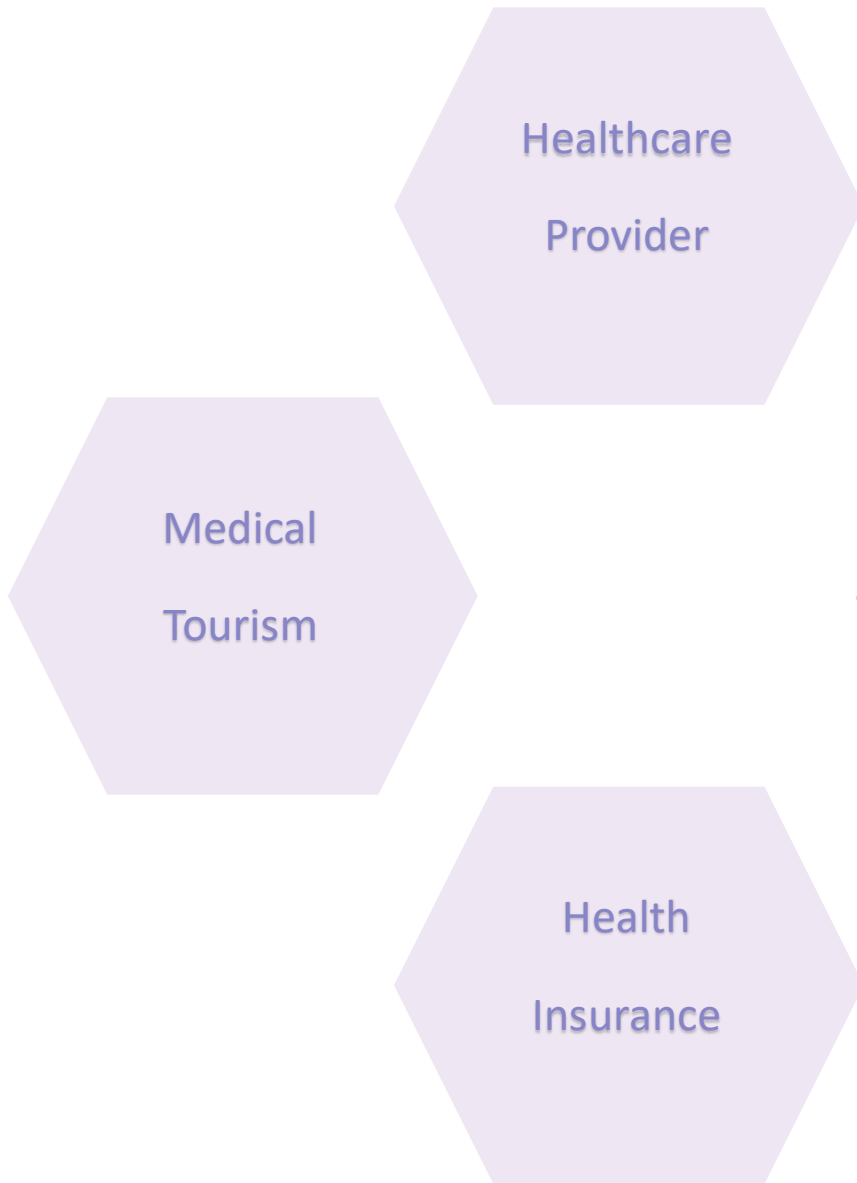 Healthcare
Provider
Medical
Tourism
Health
Insurance